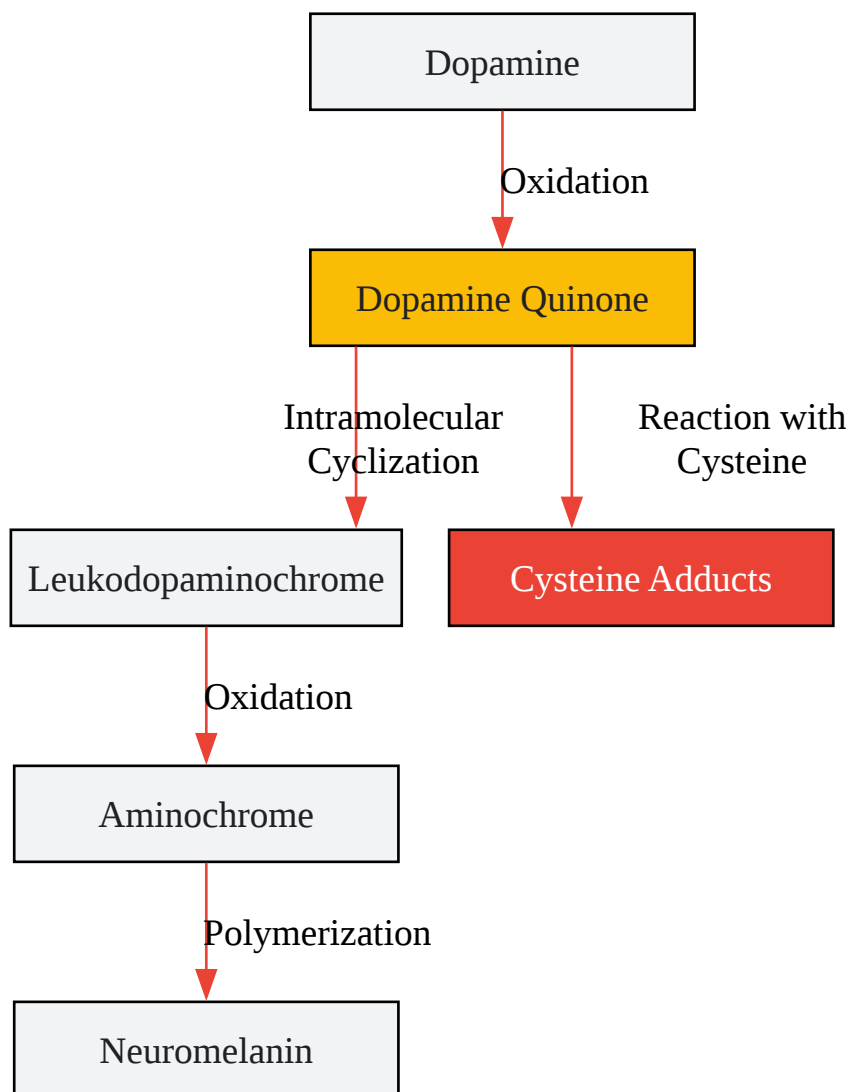 Dopamine
Oxidation
Dopamine Quinone
Intramolecular
Cyclization
Reaction with
Cysteine
Leukodopaminochrome
Cysteine Adducts
Oxidation
Aminochrome
Polymerization
Neuromelanin